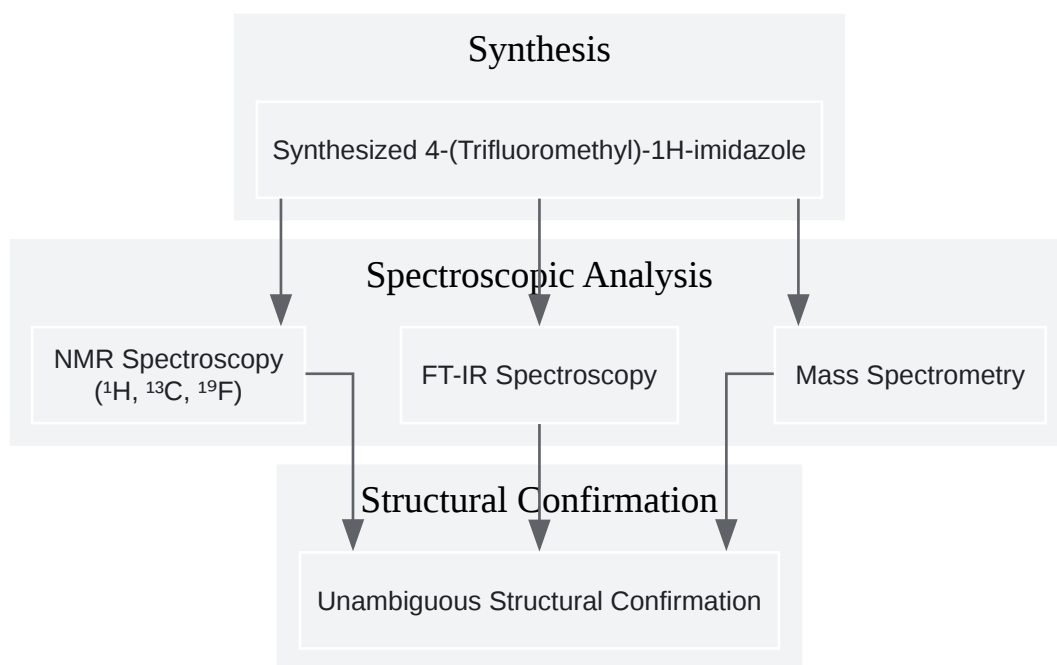 Synthesis
Synthesized 4-(Trifluoromethyl)-1H-imidazole
Spectroscopic Analysis
NMR Spectroscopy
(¹H, ¹³C, ¹⁹F)
FT-IR Spectroscopy
Mass Spectrometry
Structural Confirmation
Unambiguous Structural Confirmation